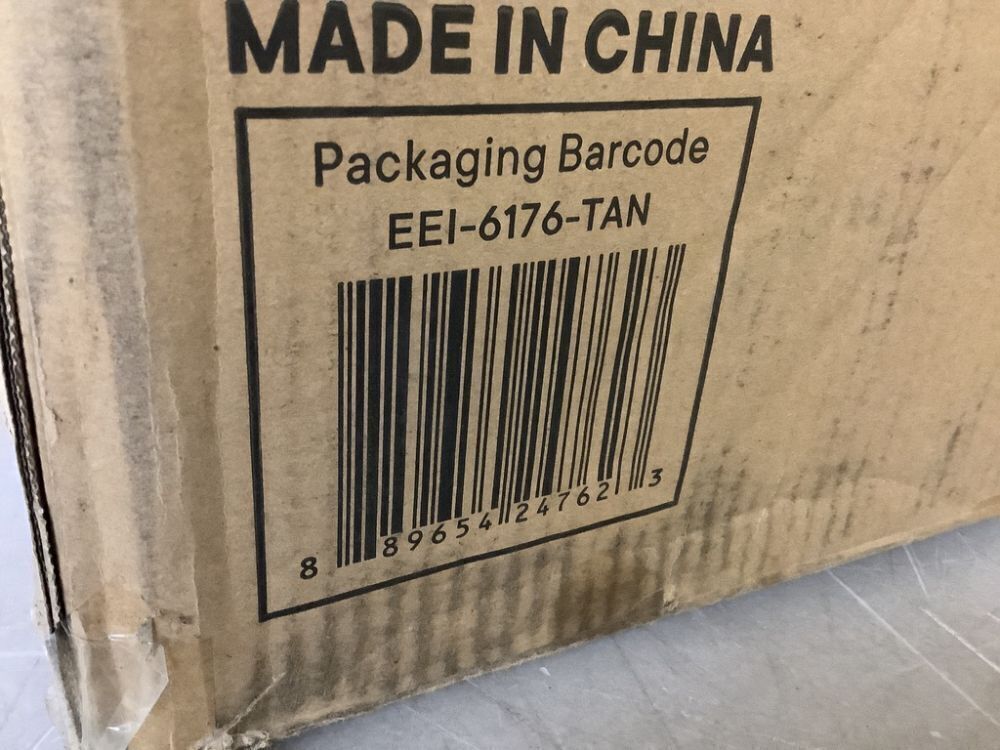 MADE IN CHINA
Packaging Barcode
EEI-6176-TAN
8 89654 24762 3